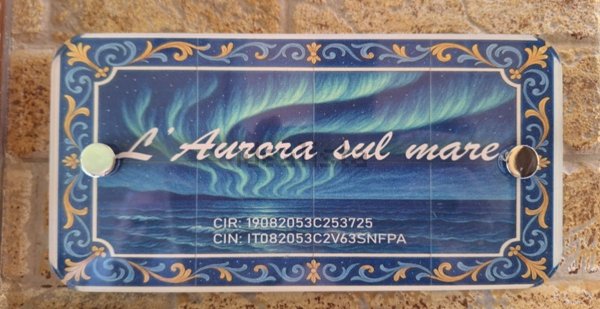 L'Aurora sul mare
CIR: 19082053C253725
CIN: IT082053C2V63SNFPA